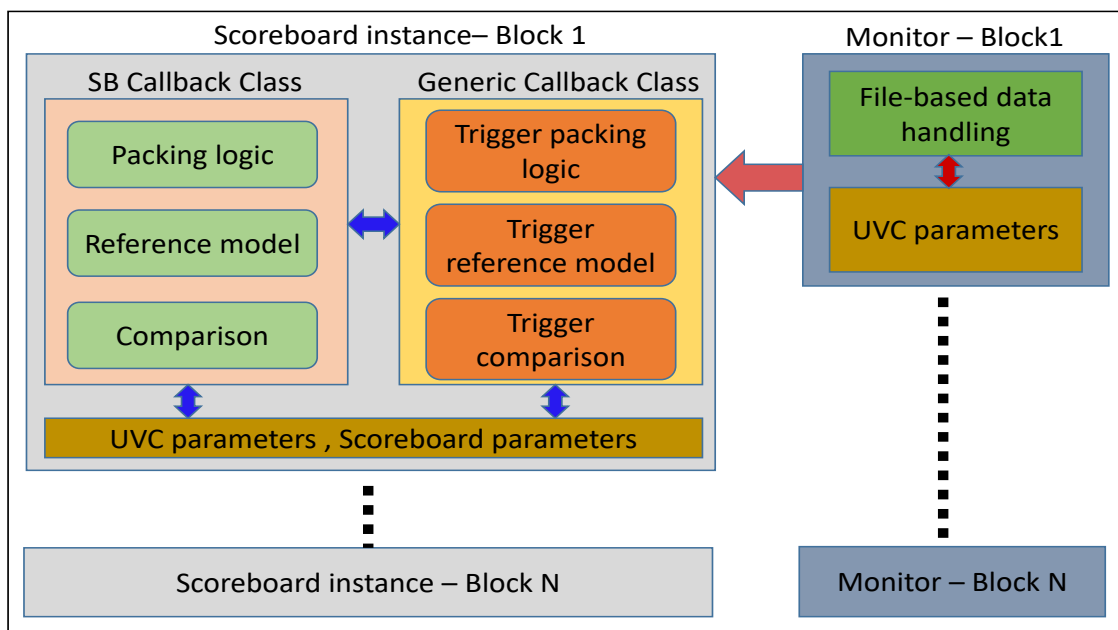 Scoreboard instance– Block 1
SB Callback Class
Packing logic
Reference model
Comparison
Generic Callback Class
Trigger packing
logic
Trigger
reference model
Trigger
comparison
UVC parameters , Scoreboard parameters
Monitor – Block1
File-based data
handling
UVC parameters
Scoreboard instance – Block N
Monitor – Block N